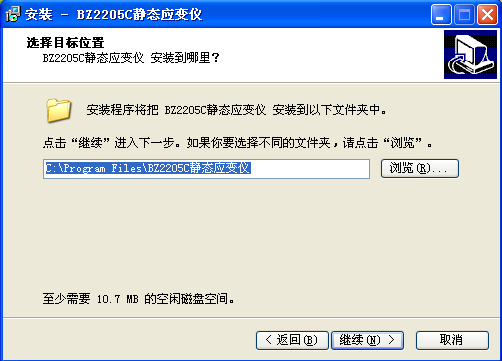 安装 - BZ2205C静态应变仪
选择目标位置
BZ2205C静态应变仪 安装到哪里？
安装程序将把 BZ2205C静态应变仪 安装到以下文件夹中。
点击“继续”进入下一步。如果你要选择不同的文件夹，请点击“浏览”。
C:\Program Files\BZ2205C静态应变仪
浏览(R)...
至少需要 10.7 MB 的空闲磁盘空间。
< 返回(B)
继续(N) >
取消